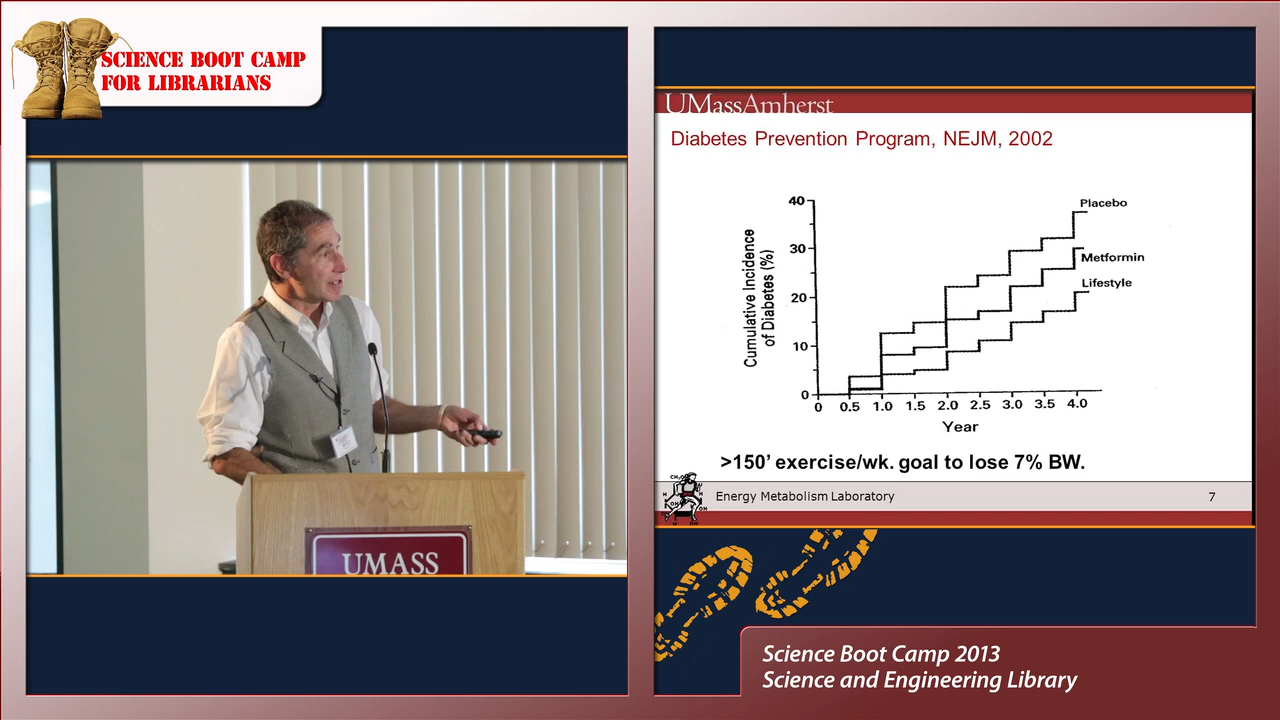 SCIENCE BOOT CAMP
FOR LIBRARIANS
UMASS
UMassAmherst
Diabetes Prevention Program, NEJM, 2002
Cumulative Incidence
of Diabetes (%)
40
30
20
10
0
Placebo
Metformin
Lifestyle
0 0.5 1.0 1.5 2.0 2.5 3.0 3.5 4.0
Year
>150’ exercise/wk. goal to lose 7% BW.
Energy Metabolism Laboratory 7
Science Boot Camp 2013
Science and Engineering Library